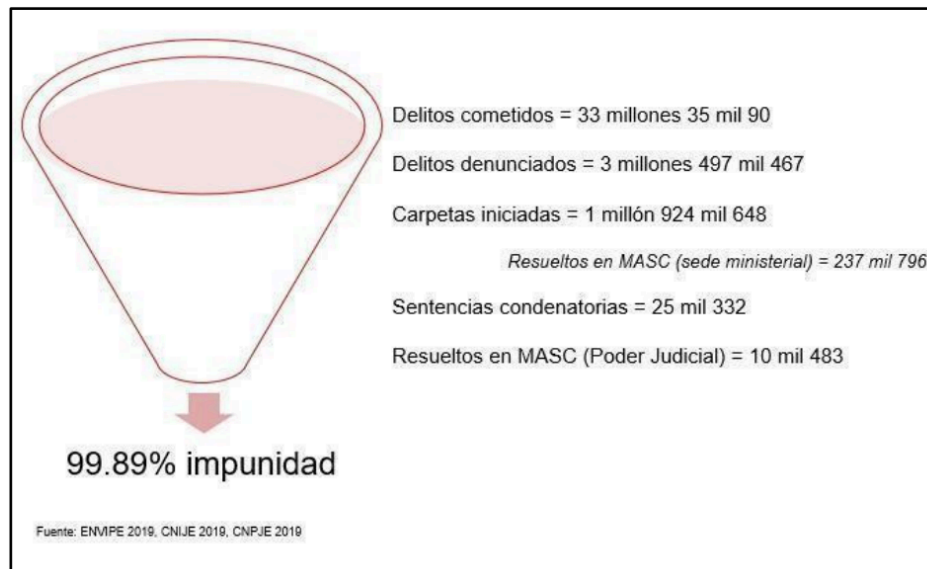 Delitos cometidos = 33 millones 35 mil 90
Delitos denunciados = 3 millones 497 mil 467
Carpetas iniciadas = 1 millón 924 mil 648
Resueltos en MASC (sede ministerial) = 237 mil 796
Sentencias condenatorias = 25 mil 332
Resueltos en MASC (Poder Judicial) = 10 mil 483
99.89% impunidad
Fuente: ENVIPE 2019, CNIJE 2019, CNPJE 2019